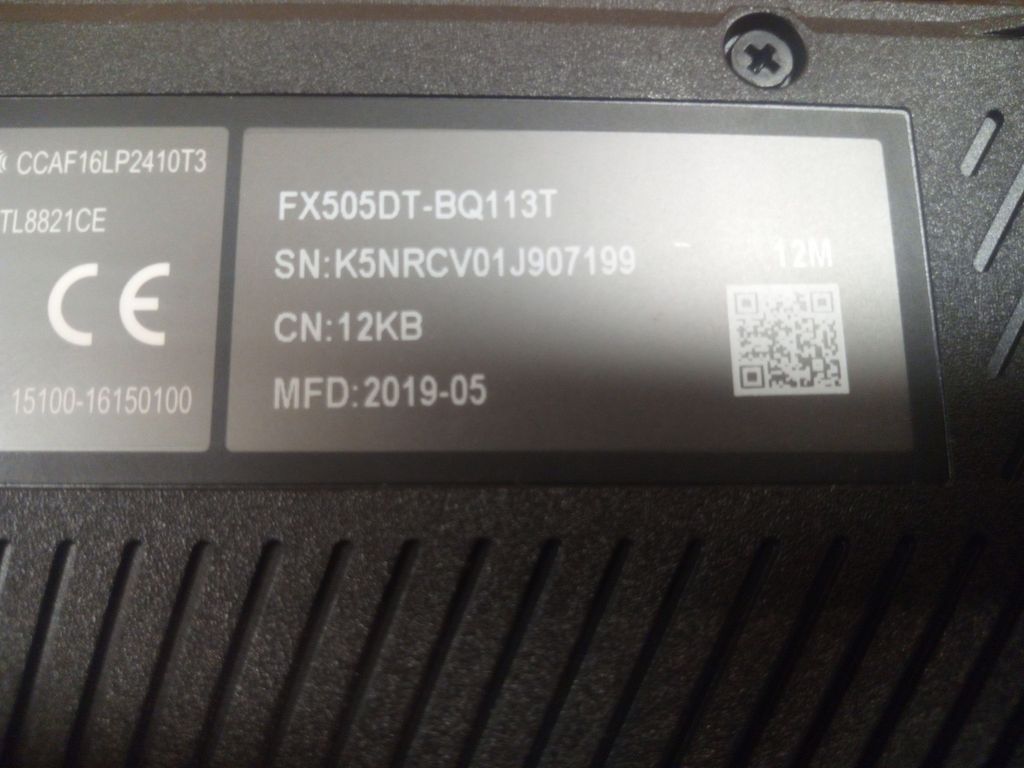 CCAF16LP2410T3
TL8821CE
CE
15100-16150100
FX505DT-BQ113T
SN:K5NRCV01J907199
12M
CN:12KB
MFD:2019-05